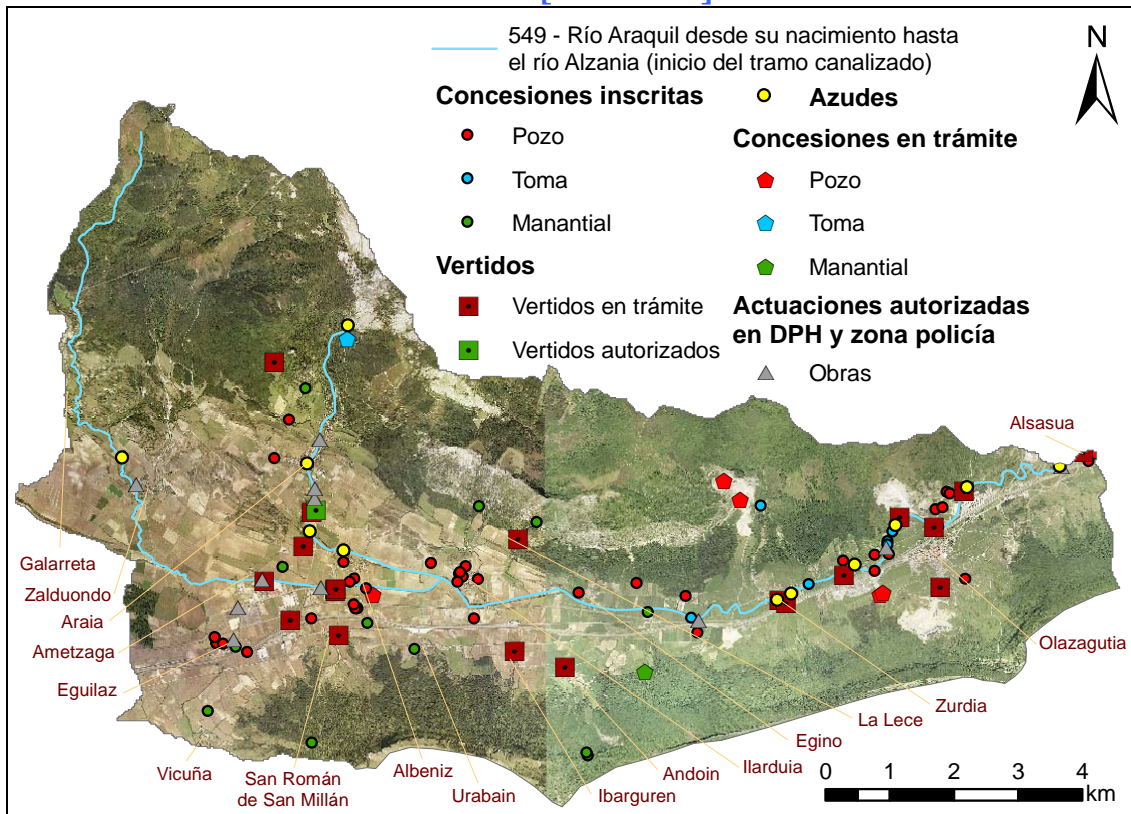 549 - Río Araquil desde su nacimiento hasta
el río Alzania (inicio del tramo canalizado)
N
Concesiones inscritas
Pozo
Toma
Manantial
Vertidos
Vertidos en trámite
Vertidos autorizados
Azudes
Concesiones en trámite
Pozo
Toma
Manantial
Actuaciones autorizadas
en DPH y zona policía
Obras
Alsasua
Galarreta
Zalduondo
Araia
Ametzaga
Eguilaz
Vicuña
San Román
de San Millán
Albeniz
Urabain
Ibarguren
Andoin
Ilarduia
Egino
La Lece
Zurdia
Olazagutia
0 1 2 3 4
km